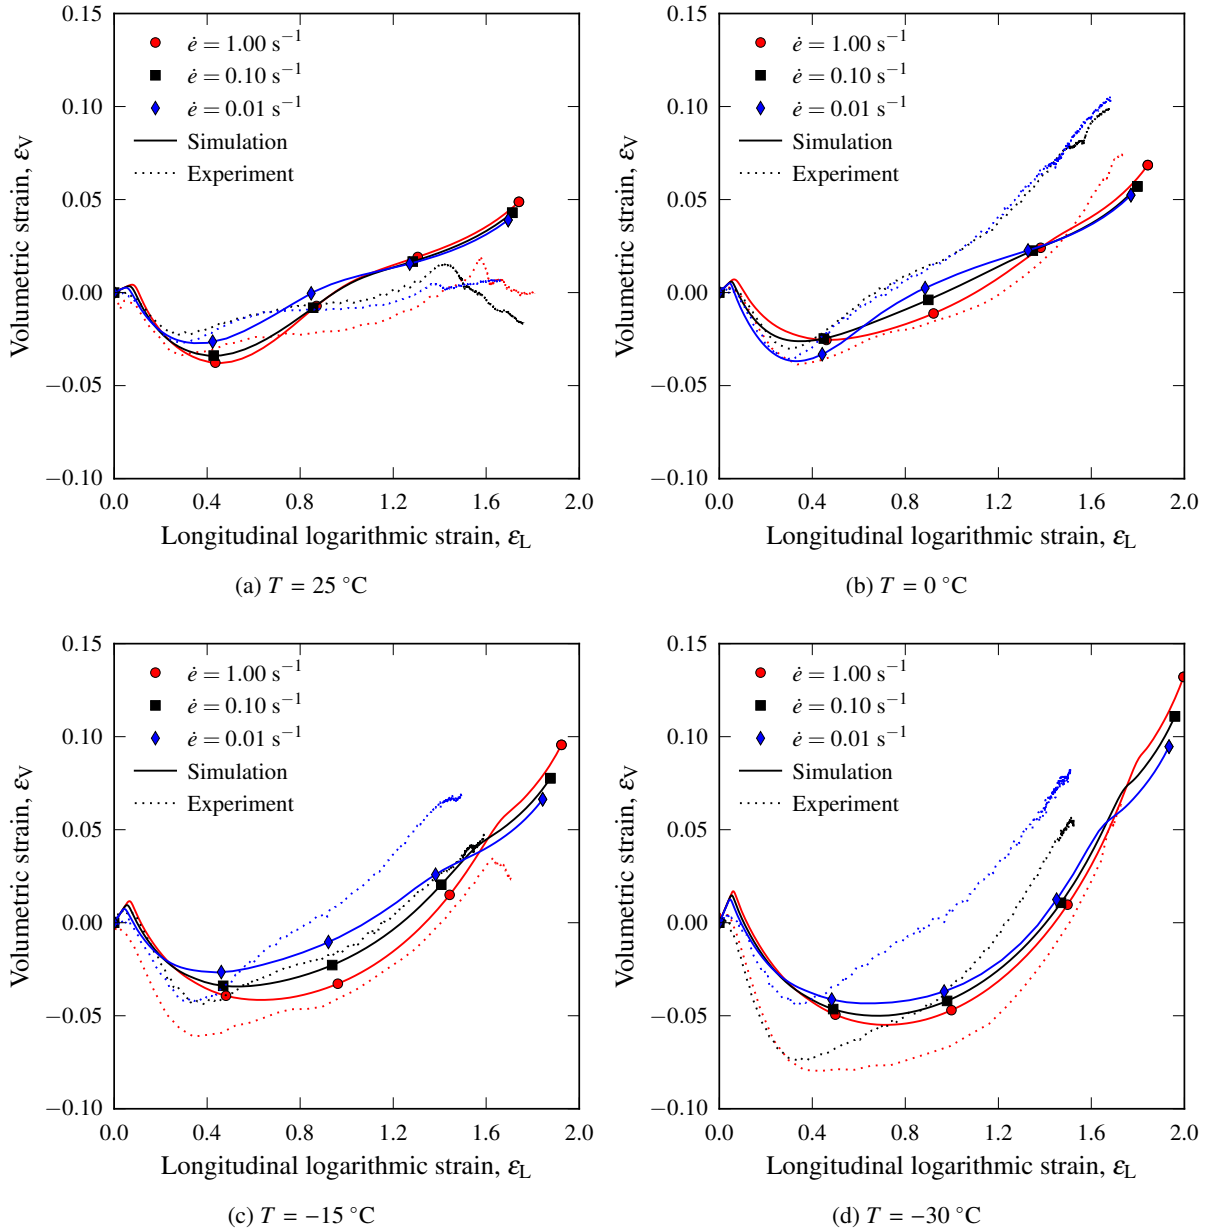 0.15
0.10
0.05
0.00
−0.05
−0.10
Volumetric strain, εV
ė = 1.00 s−1
ė = 0.10 s−1
ė = 0.01 s−1
Simulation
Experiment
0.0 0.4 0.8 1.2 1.6 2.0
Longitudinal logarithmic strain, εL
(a) T = 25 °C
0.15
0.10
0.05
0.00
−0.05
−0.10
Volumetric strain, εV
ė = 1.00 s−1
ė = 0.10 s−1
ė = 0.01 s−1
Simulation
Experiment
0.0 0.4 0.8 1.2 1.6 2.0
Longitudinal logarithmic strain, εL
(b) T = 0 °C
0.15
0.10
0.05
0.00
−0.05
−0.10
Volumetric strain, εV
ė = 1.00 s−1
ė = 0.10 s−1
ė = 0.01 s−1
Simulation
Experiment
0.0 0.4 0.8 1.2 1.6 2.0
Longitudinal logarithmic strain, εL
(c) T = −15 °C
0.15
0.10
0.05
0.00
−0.05
−0.10
Volumetric strain, εV
ė = 1.00 s−1
ė = 0.10 s−1
ė = 0.01 s−1
Simulation
Experiment
0.0 0.4 0.8 1.2 1.6 2.0
Longitudinal logarithmic strain, εL
(d) T = −30 °C